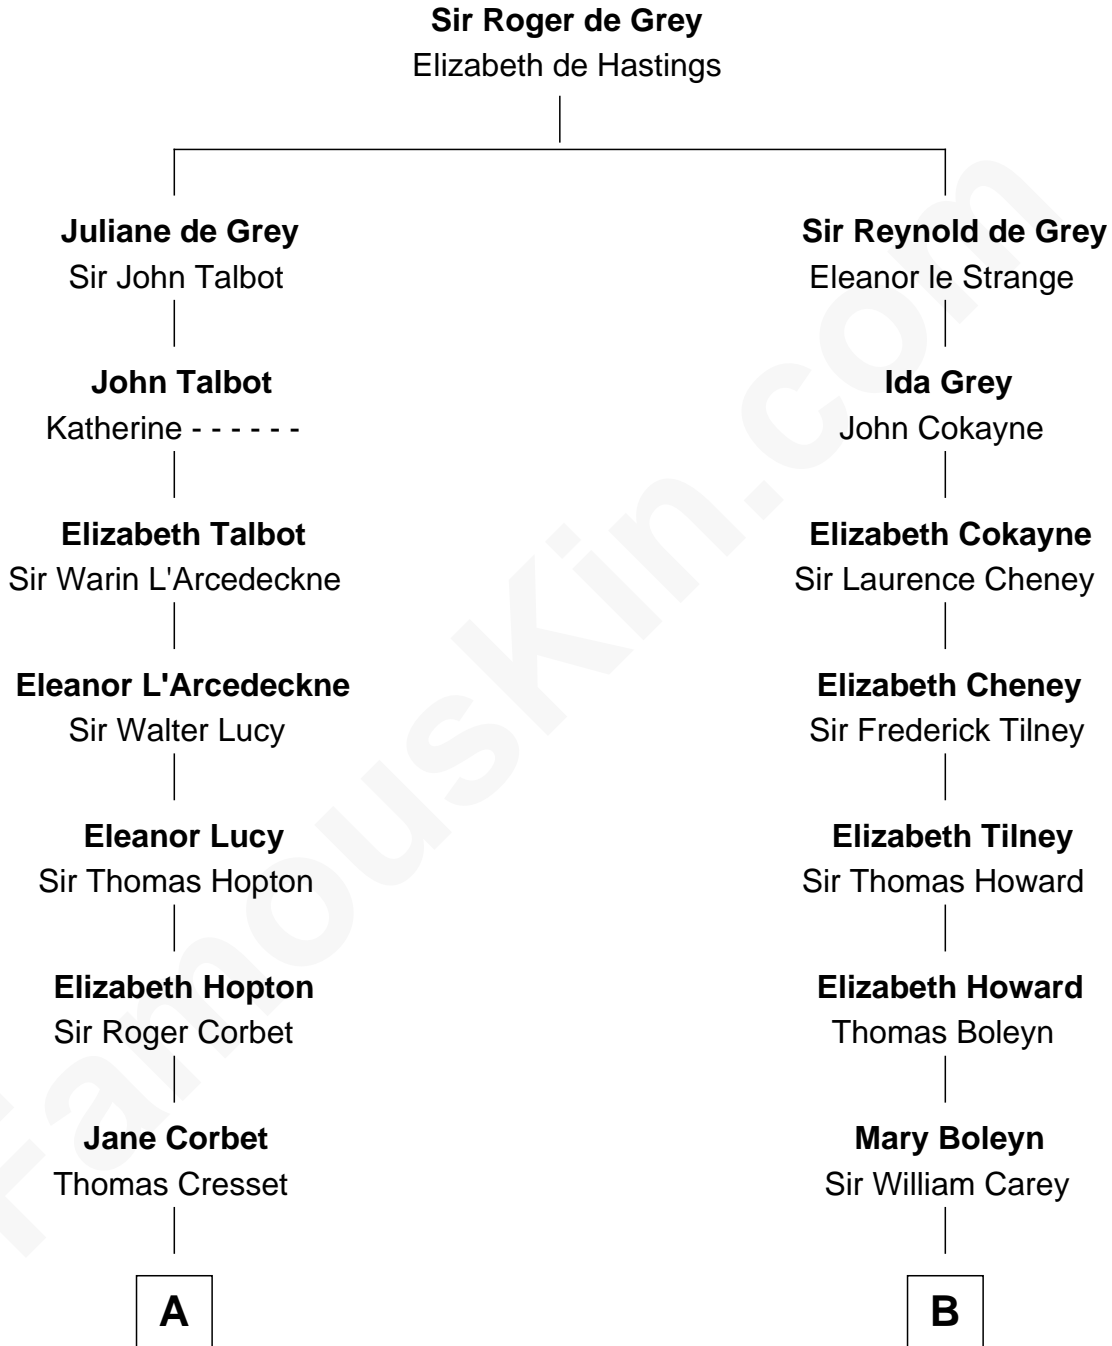 Sir Roger de Grey
Elizabeth de Hastings
Juliane de Grey
Sir John Talbot
John Talbot
Katherine - - - - - -
Elizabeth Talbot
Sir Warin L'Arcedeckne
Eleanor L'Arcedeckne
Sir Walter Lucy
Eleanor Lucy
Sir Thomas Hopton
Elizabeth Hopton
Sir Roger Corbet
Jane Corbet
Thomas Cresset
A
Sir Reynold de Grey
Eleanor le Strange
Ida Grey
John Cokayne
Elizabeth Cokayne
Sir Laurence Cheney
Elizabeth Cheney
Sir Frederick Tilney
Elizabeth Tilney
Sir Thomas Howard
Elizabeth Howard
Thomas Boleyn
Mary Boleyn
Sir William Carey
B
FamousKin.com